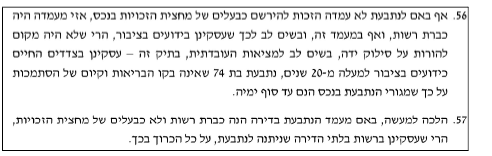 56. אף באם לנתבעת לא עמדה הזכות להירשם כבעלים של מחצית הזכויות בנכס, אזי מעמדה היה
כברת רשות, ואף במעמד זה, ובשים לב לכך שעסקינן בידועים בציבור, הרי שלא היה מקום
להורות על סילוק ידה, בשים לב למציאות העובדתית, בתיק זה – עסקינן בצדדים החיים
כידועים בציבור למעלה מ-20 שנים, נתבעת בת 74 שאינה בקו הבריאות וקיום של הסתמכות
על כך שמגורי הנתבעת בנכס הנם עד סוף ימיה.
57. הלכה למעשה, באם מעמד הנתבעת בדירה הנה כברת רשות ולא כבעלים של מחצית הזכויות,
הרי שעסקינן ברשות בלתי הדירה שניתנה לנתבעת, על כל הכרוך בכך.